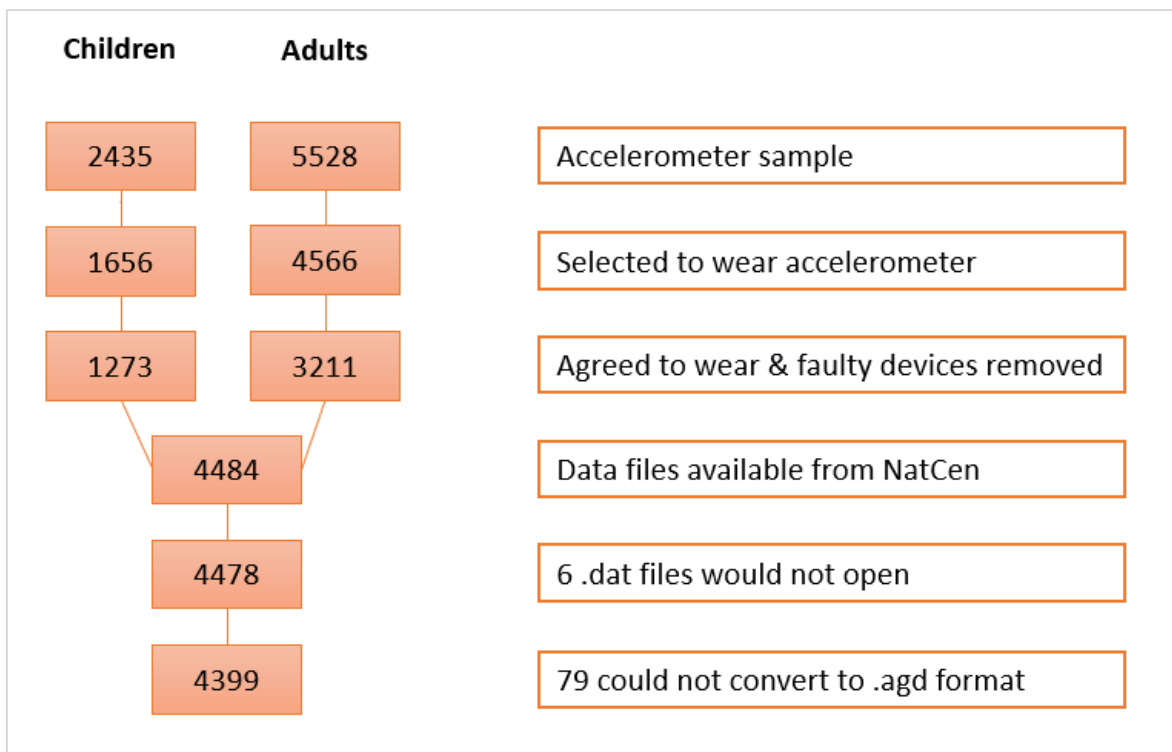 Children Adults
2435 5528 Accelerometer sample
1656 4566 Selected to wear accelerometer
1273 3211 Agreed to wear & faulty devices removed
4484 Data files available from NatCen
4478 6 .dat files would not open
4399 79 could not convert to .agd format